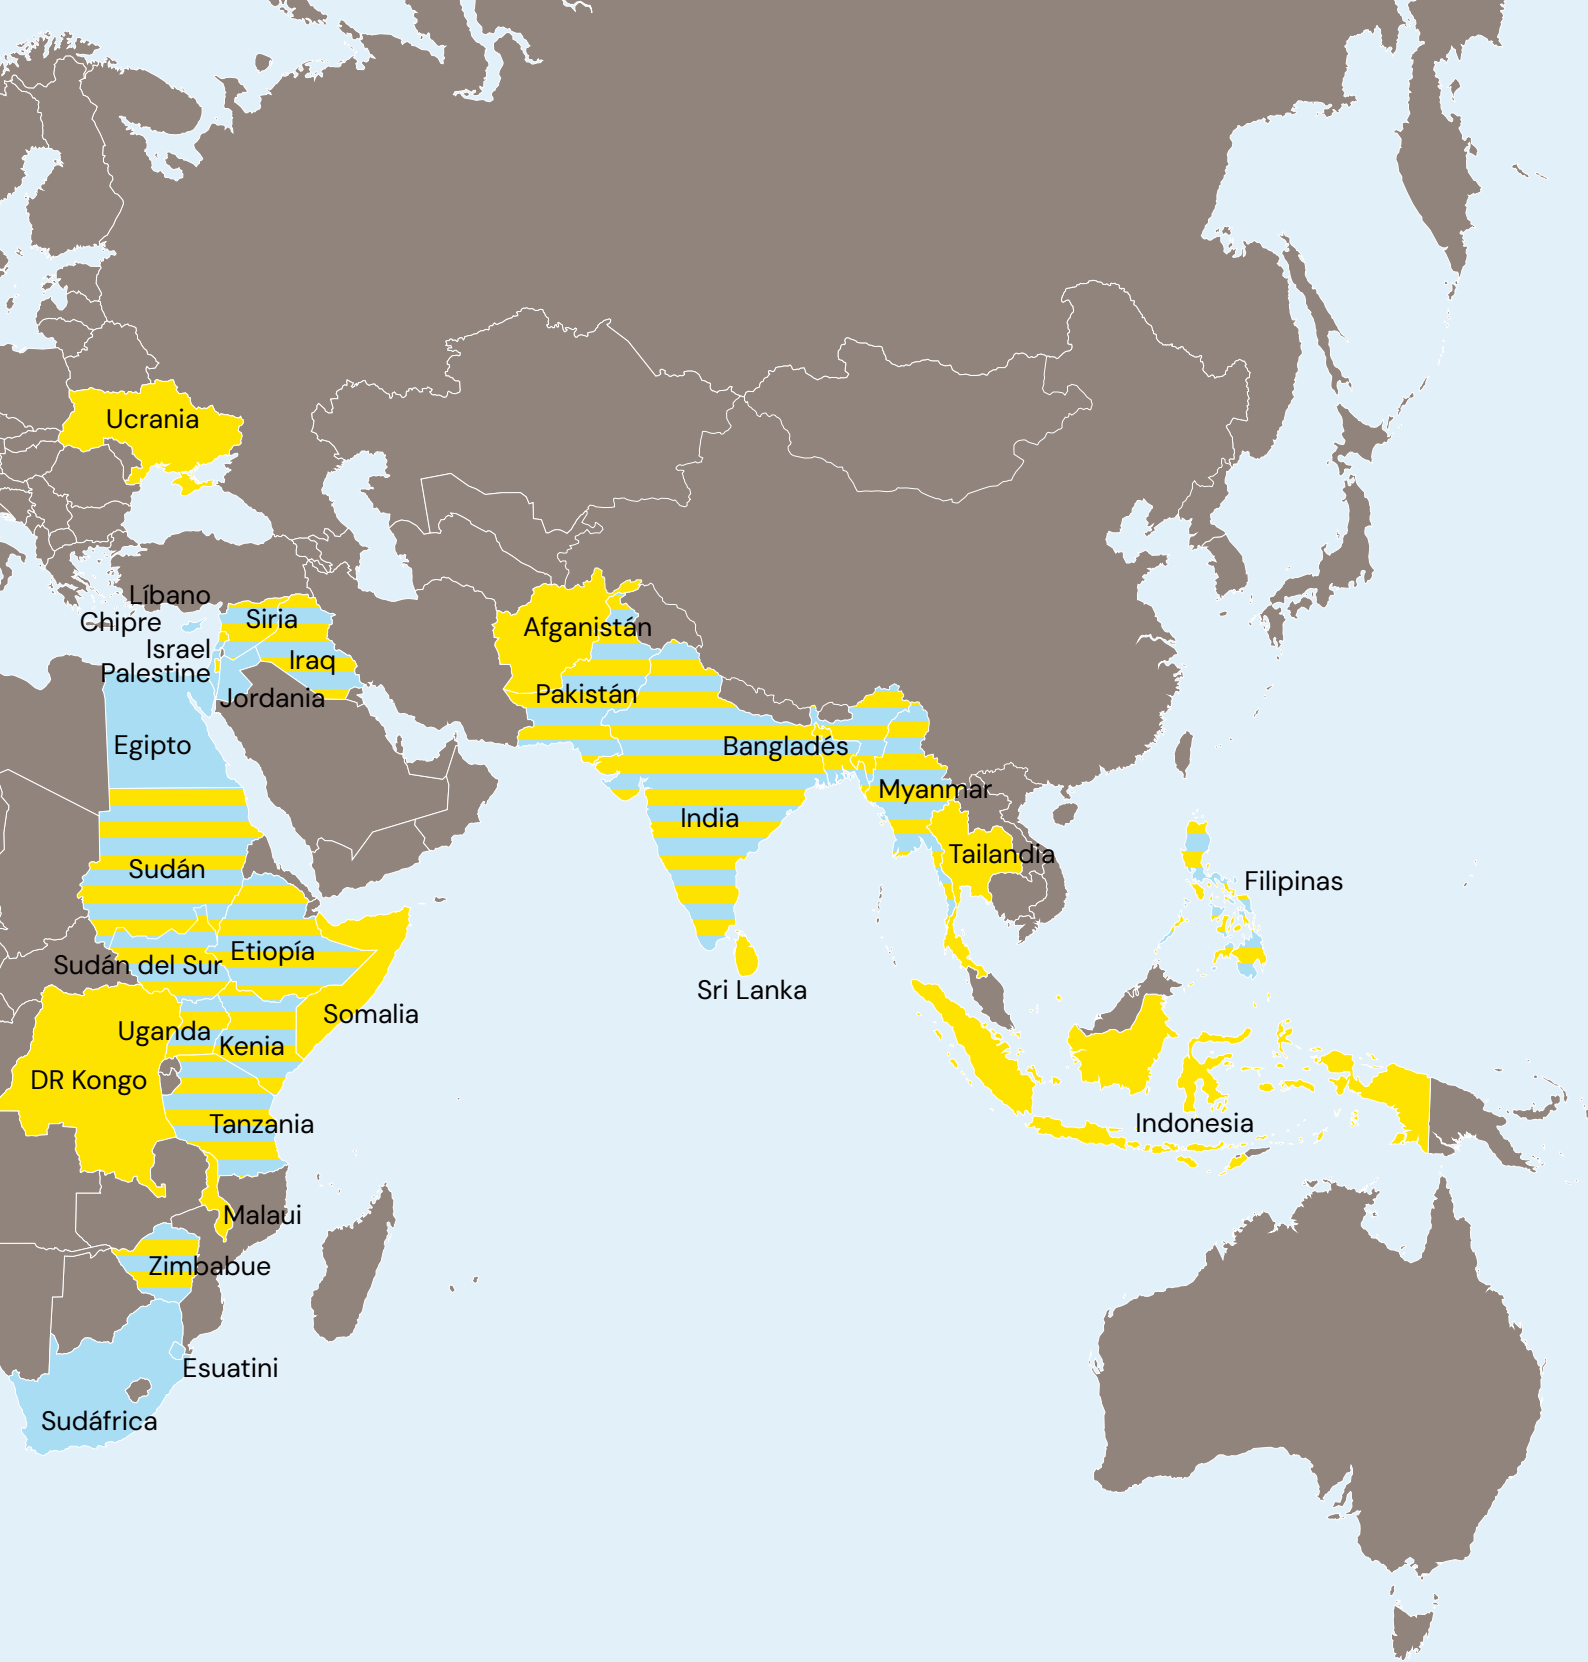 Ucrania
Líbano
Chipre
Siria
Afganistán
Israel
Iraq
Palestine
Jordania
Pakistán
Egipto
Bangladés
Myanmar
India
Tailandia
Sudán
Filipinas
Etiopía
Sudán del Sur
Sri Lanka
Somalia
Uganda
Kenia
DR Kongo
Tanzania
Indonesia
Malaui
Zimbabue
Esuatini
Sudáfrica